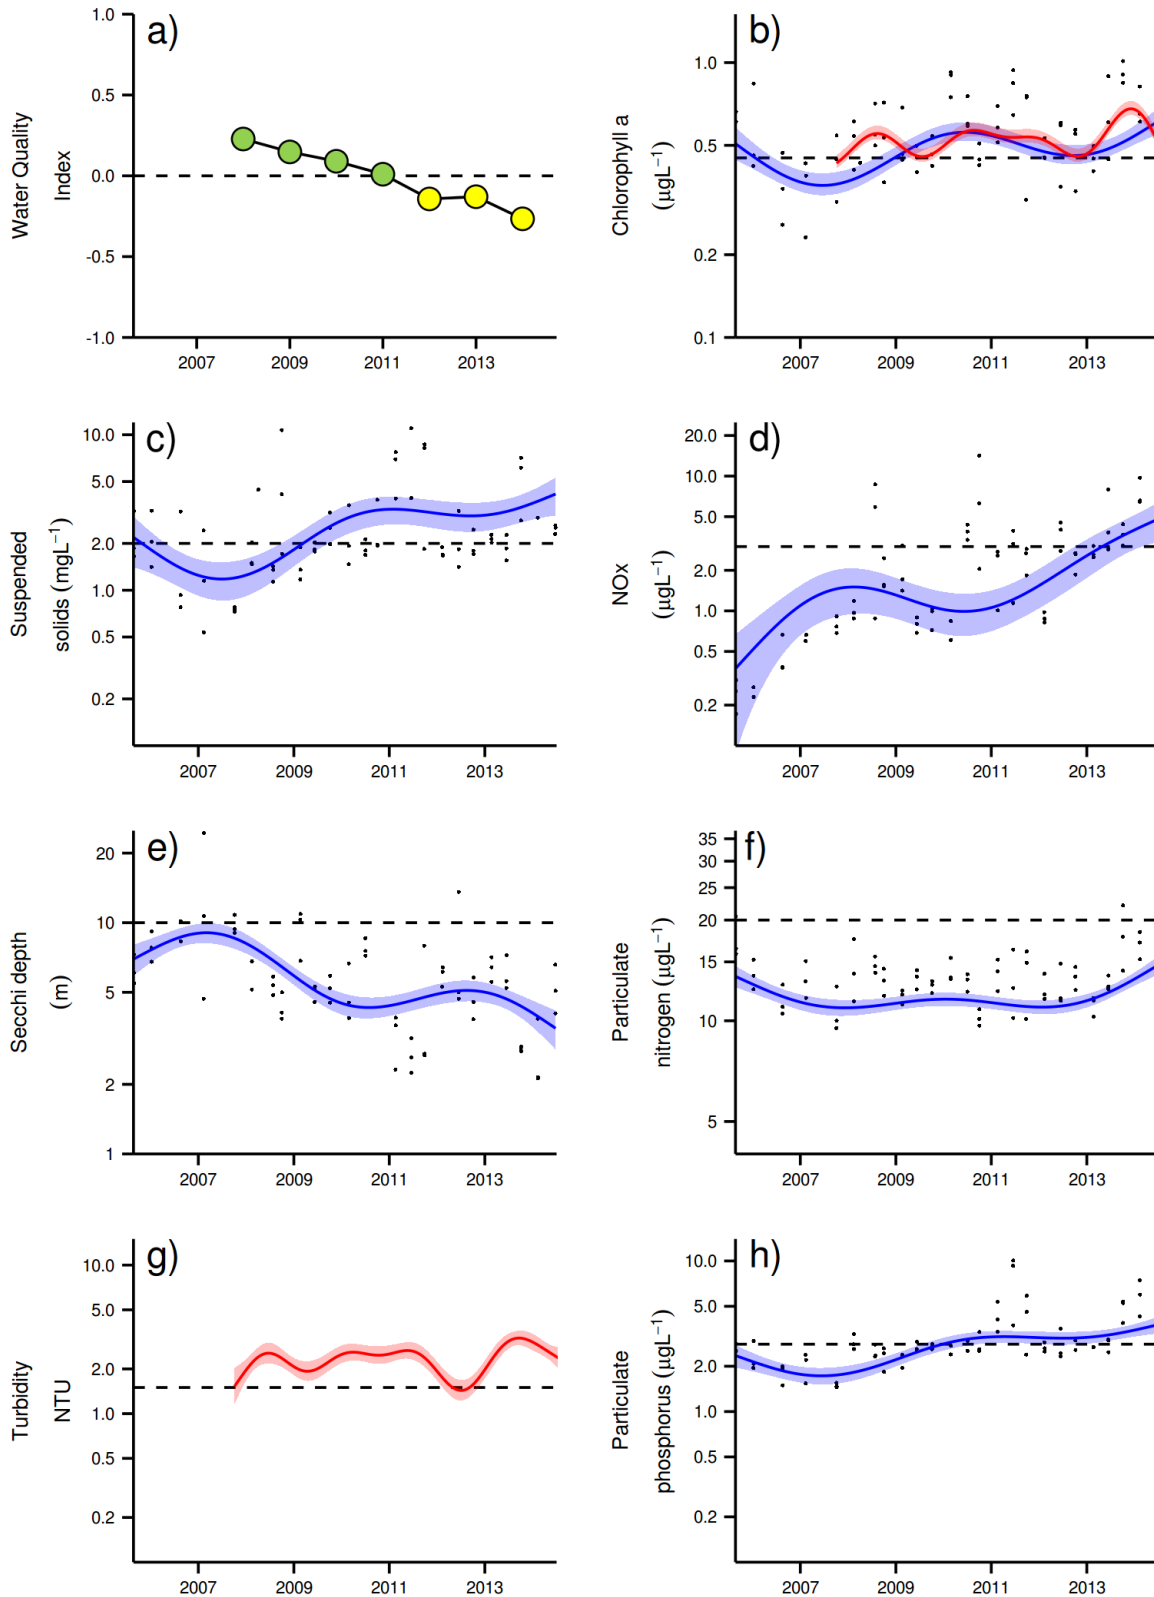 a)
Water Quality
Index
1.0
0.5
0.0
-0.5
-1.0
2007 2009 2011 2013
b)
Chlorophyll a
(μgL⁻¹)
1.0
0.5
0.2
0.1
2007 2009 2011 2013
c)
Suspended
solids (mgL⁻¹)
10.0
5.0
2.0
1.0
0.5
0.2
2007 2009 2011 2013
d)
NOx
(μgL⁻¹)
20.0
5.0
2.0
1.0
0.5
0.2
2007 2009 2011 2013
e)
Secchi depth
(m)
20
10
5
2
1
2007 2009 2011 2013
f)
Particulate
nitrogen (μgL⁻¹)
35
30
25
20
15
10
5
2007 2009 2011 2013
g)
Turbidity
NTU
10.0
5.0
2.0
1.0
0.5
0.2
2007 2009 2011 2013
h)
Particulate
phosphorus (μgL⁻¹)
10.0
5.0
2.0
1.0
0.5
0.2
2007 2009 2011 2013